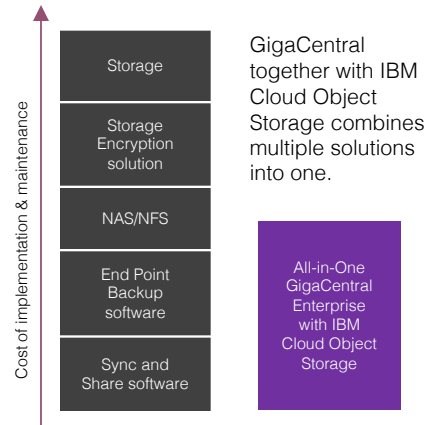 Cost of implementation & maintenance
Storage
Storage
Encryption
solution
NAS/NFS
End Point
Backup
software
Sync and
Share software
GigaCentral
together with IBM
Cloud Object
Storage combines
multiple solutions
into one.
All-in-One
GigaCentral
Enterprise
with IBM
Cloud Object
Storage